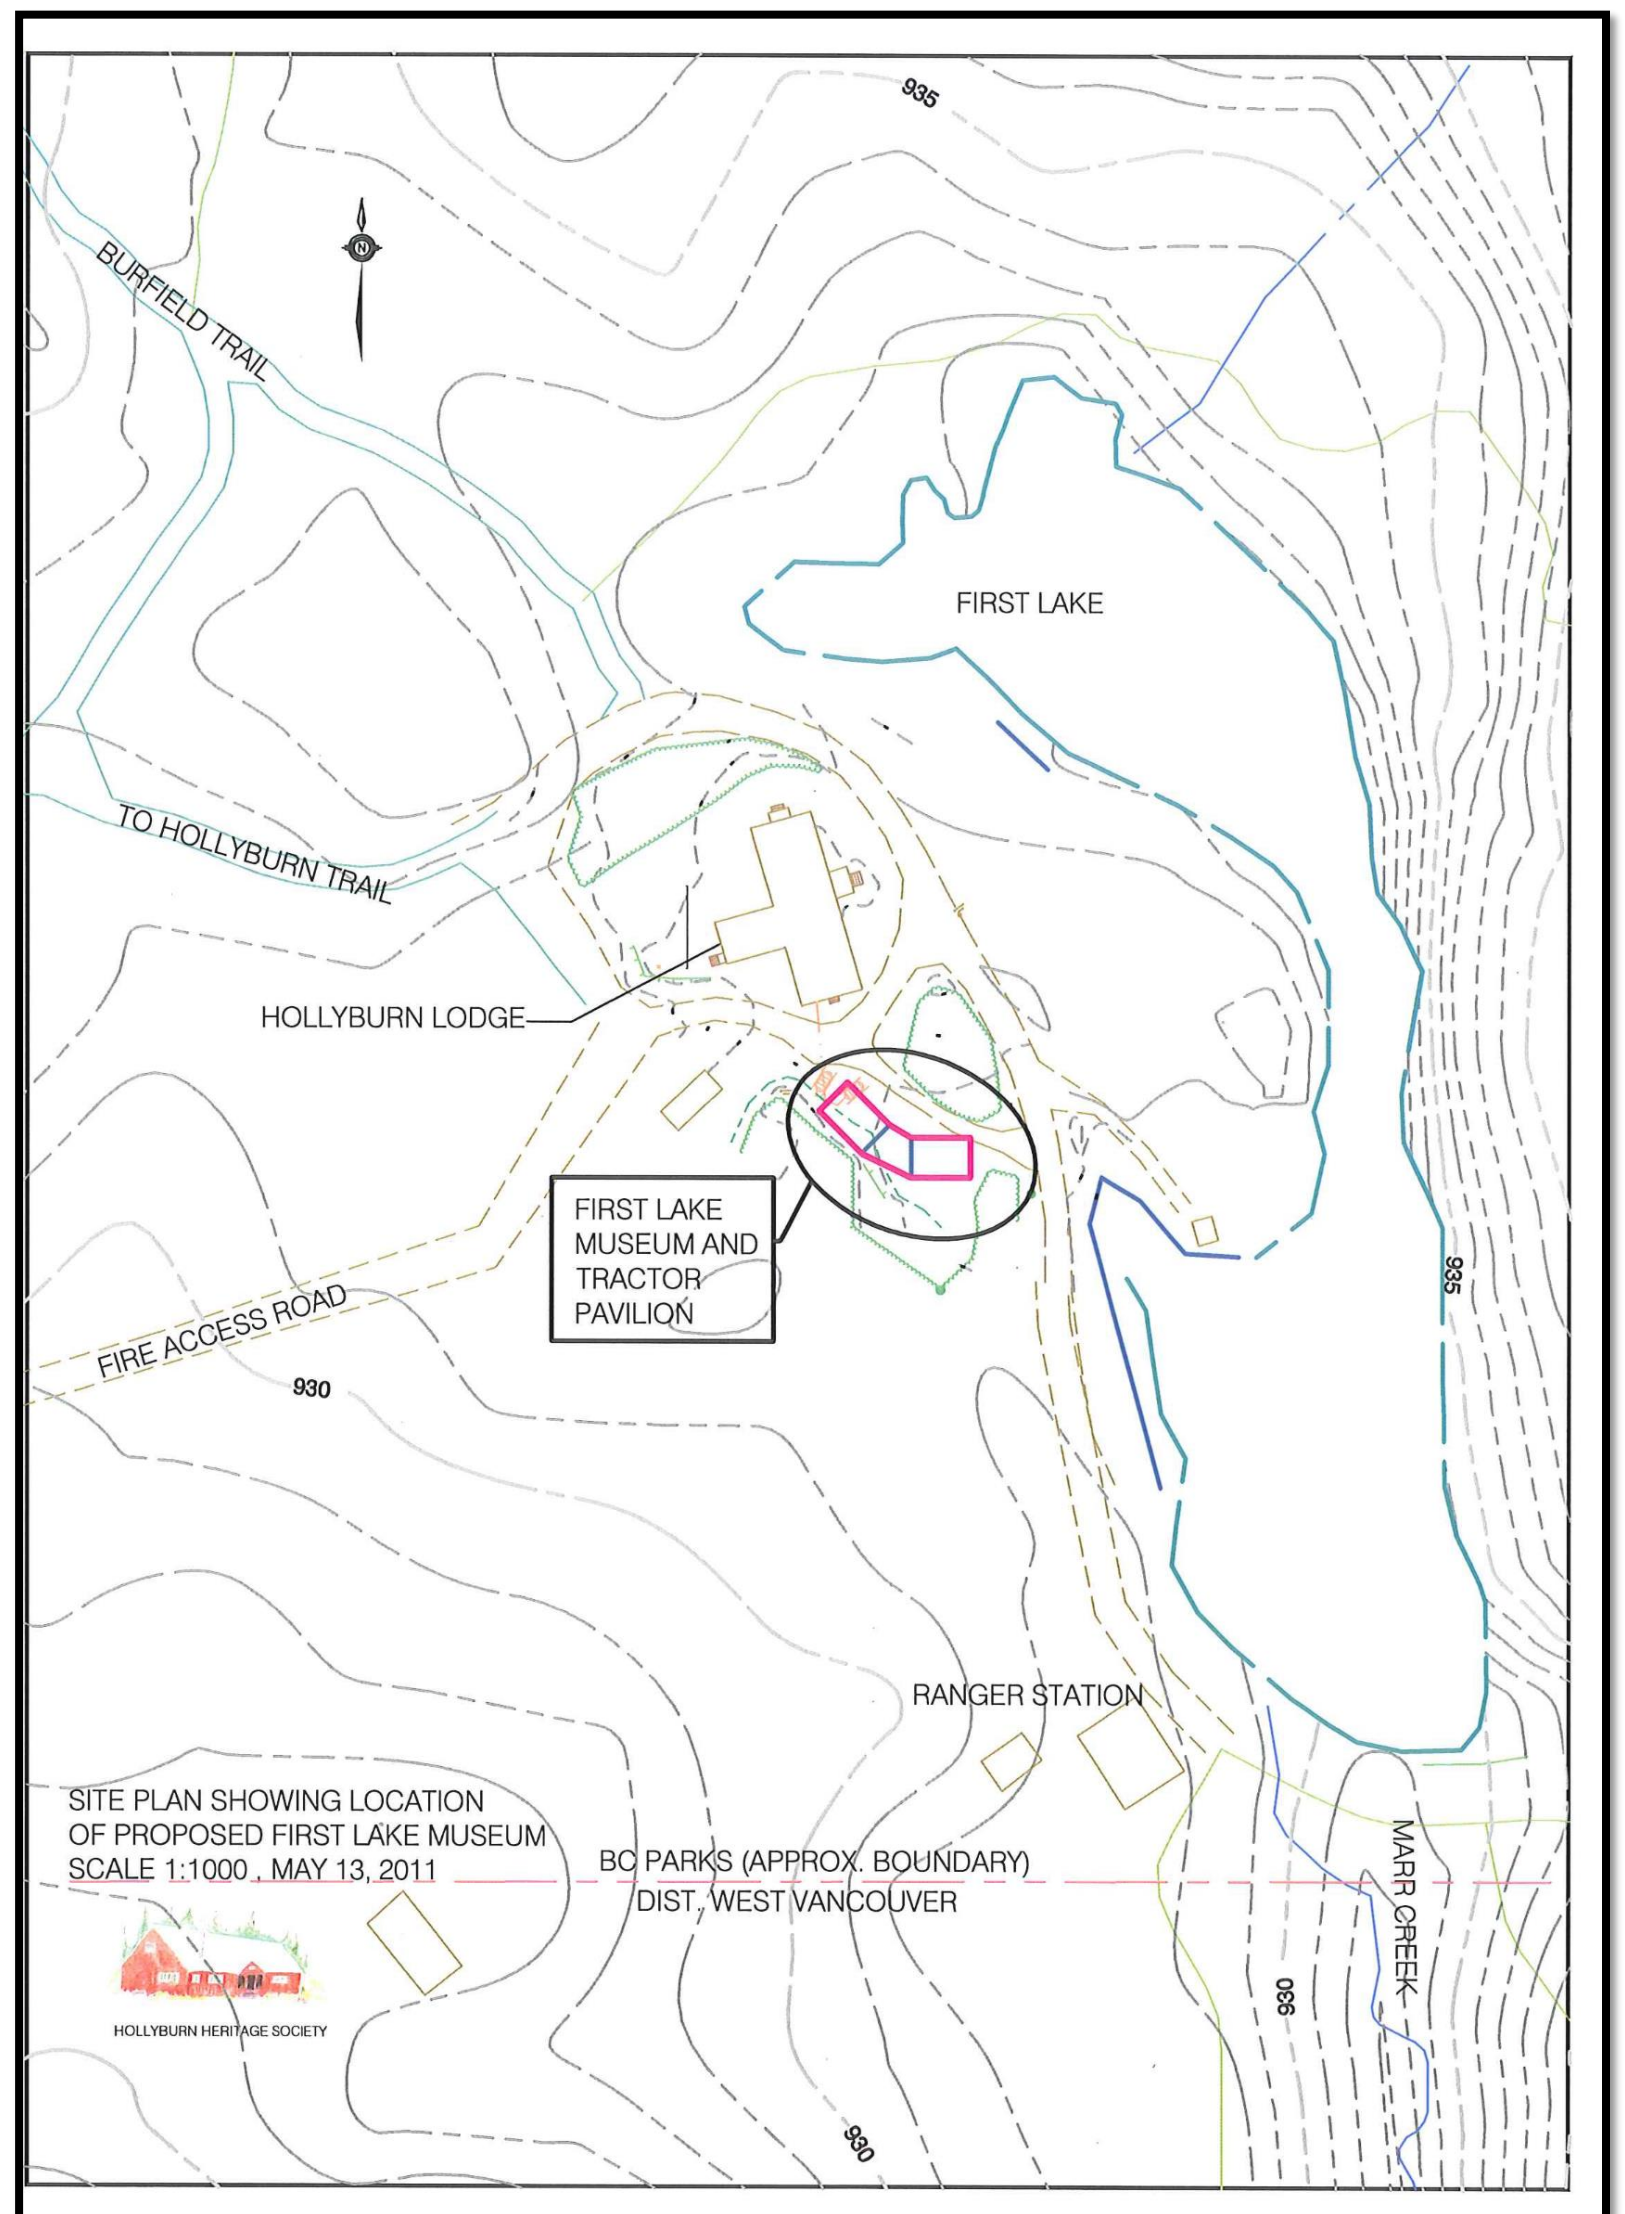 935
N
BURFIELD TRAIL
FIRST LAKE
TO HOLLYBURN TRAIL
HOLLYBURN LODGE
FIRST LAKE
MUSEUM AND
TRACTOR
PAVILION
935
FIRE ACCESS ROAD
930
RANGER STATION
SITE PLAN SHOWING LOCATION
OF PROPOSED FIRST LAKE MUSEUM
SCALE 1:1000 , MAY 13, 2011
BC PARKS (APPROX. BOUNDARY)
DIST. WEST VANCOUVER
MARR CREEK
930
HOLLYBURN HERITAGE SOCIETY
930